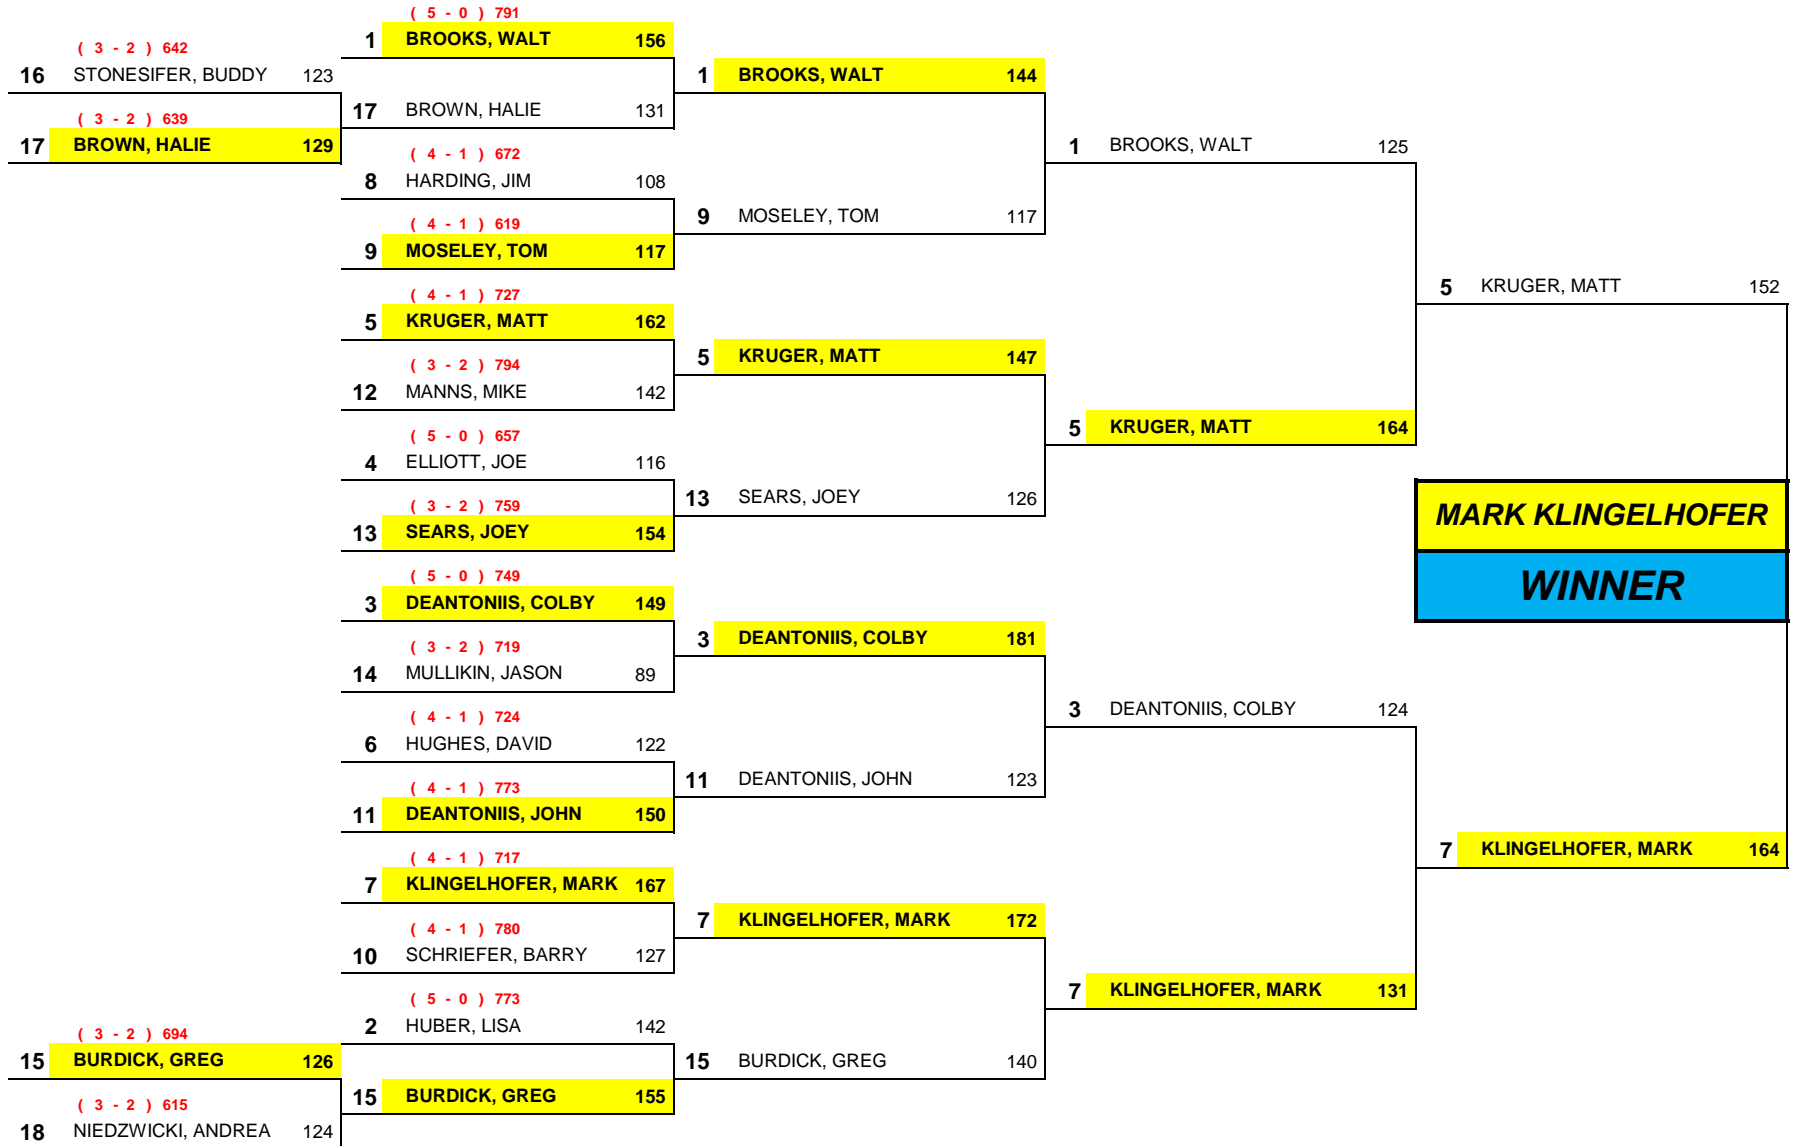 ( 3 - 2 ) 642
16 STONESIFER, BUDDY 123
( 3 - 2 ) 639
17 BROWN, HALIE 129
( 3 - 2 ) 694
15 BURDICK, GREG 126
( 3 - 2 ) 615
18 NIEDZWICKI, ANDREA 124
( 5 - 0 ) 791
1 BROOKS, WALT 156
17 BROWN, HALIE 131
( 4 - 1 ) 672
8 HARDING, JIM 108
( 4 - 1 ) 619
9 MOSELEY, TOM 117
( 4 - 1 ) 727
5 KRUGER, MATT 162
( 3 - 2 ) 794
12 MANNS, MIKE 142
( 5 - 0 ) 657
4 ELLIOTT, JOE 116
( 3 - 2 ) 759
13 SEARS, JOEY 154
( 5 - 0 ) 749
3 DEANTONIIS, COLBY 149
( 3 - 2 ) 719
14 MULLIKIN, JASON 89
( 4 - 1 ) 724
6 HUGHES, DAVID 122
( 4 - 1 ) 773
11 DEANTONIIS, JOHN 150
( 4 - 1 ) 717
7 KLINGELHOFER, MARK 167
( 4 - 1 ) 780
10 SCHRIEFER, BARRY 127
( 5 - 0 ) 773
2 HUBER, LISA 142
15 BURDICK, GREG 155
1 BROOKS, WALT 144
9 MOSELEY, TOM 117
5 KRUGER, MATT 147
13 SEARS, JOEY 126
3 DEANTONIIS, COLBY 181
11 DEANTONIIS, JOHN 123
7 KLINGELHOFER, MARK 172
15 BURDICK, GREG 140
1 BROOKS, WALT 125
5 KRUGER, MATT 164
3 DEANTONIIS, COLBY 124
7 KLINGELHOFER, MARK 131
5 KRUGER, MATT 152
MARK KLINGELHOFER
WINNER
7 KLINGELHOFER, MARK 164